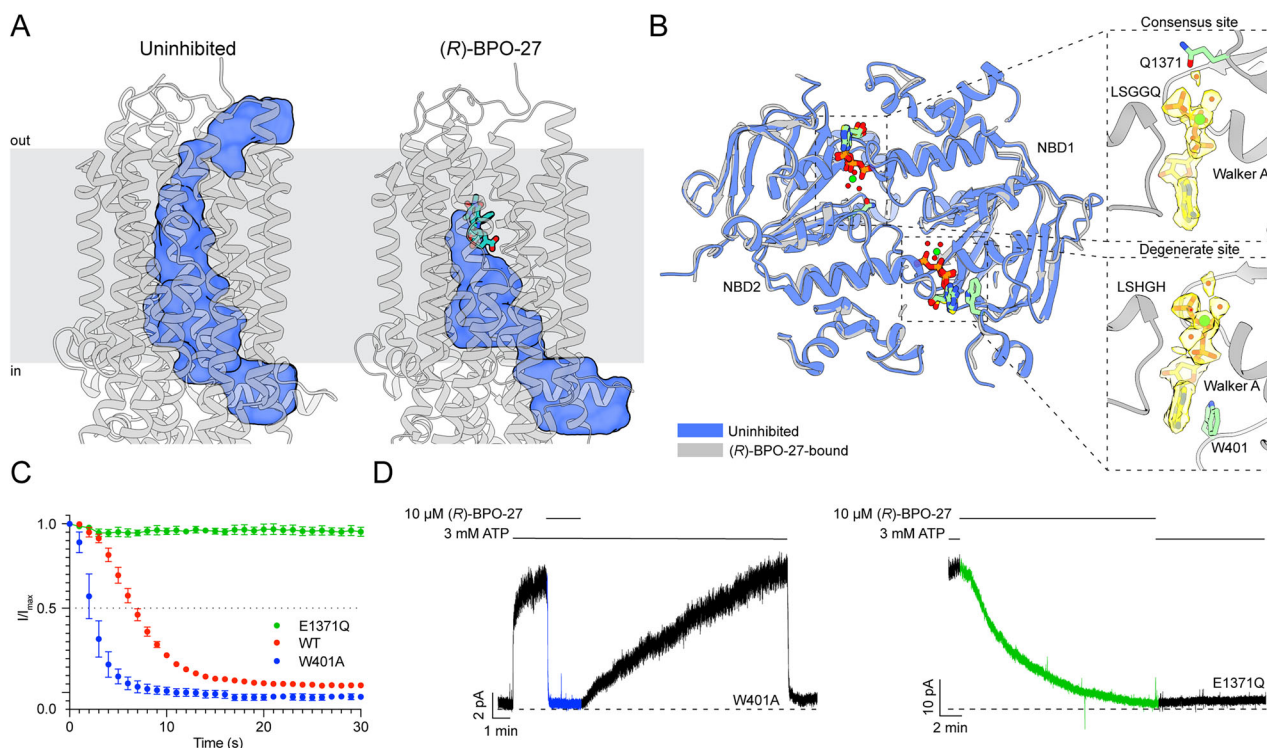 A
Uninhibited
(R)-BPO-27
out
in
B
NBD1
NBD2
Uninhibited
(R)-BPO-27-bound
Consensus site
Q1371
LSGGQ
Walker A
Degenerate site
LSHGH
Walker A
W401
C
I/Imax
1.0
0.5
0.0
E1371Q
WT
W401A
0
10
20
30
Time (s)
D
10 µM (R)-BPO-27
3 mM ATP
W401A
2 pA
1 min
10 µM (R)-BPO-27
3 mM ATP
E1371Q
10 pA
2 min